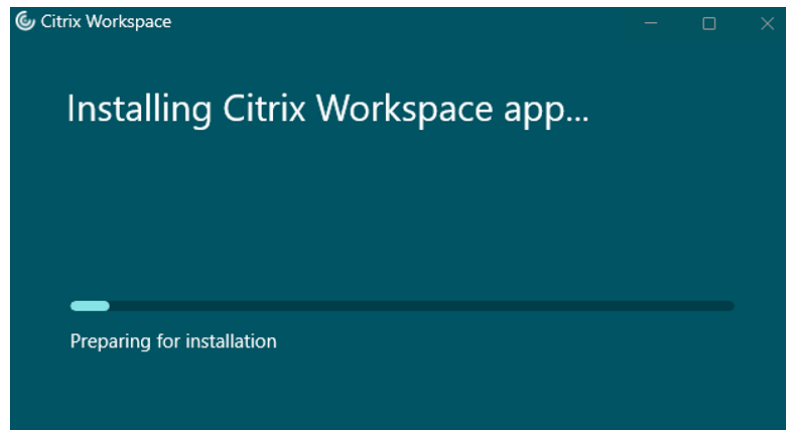 Citrix Workspace
Installing Citrix Workspace app...
Preparing for installation